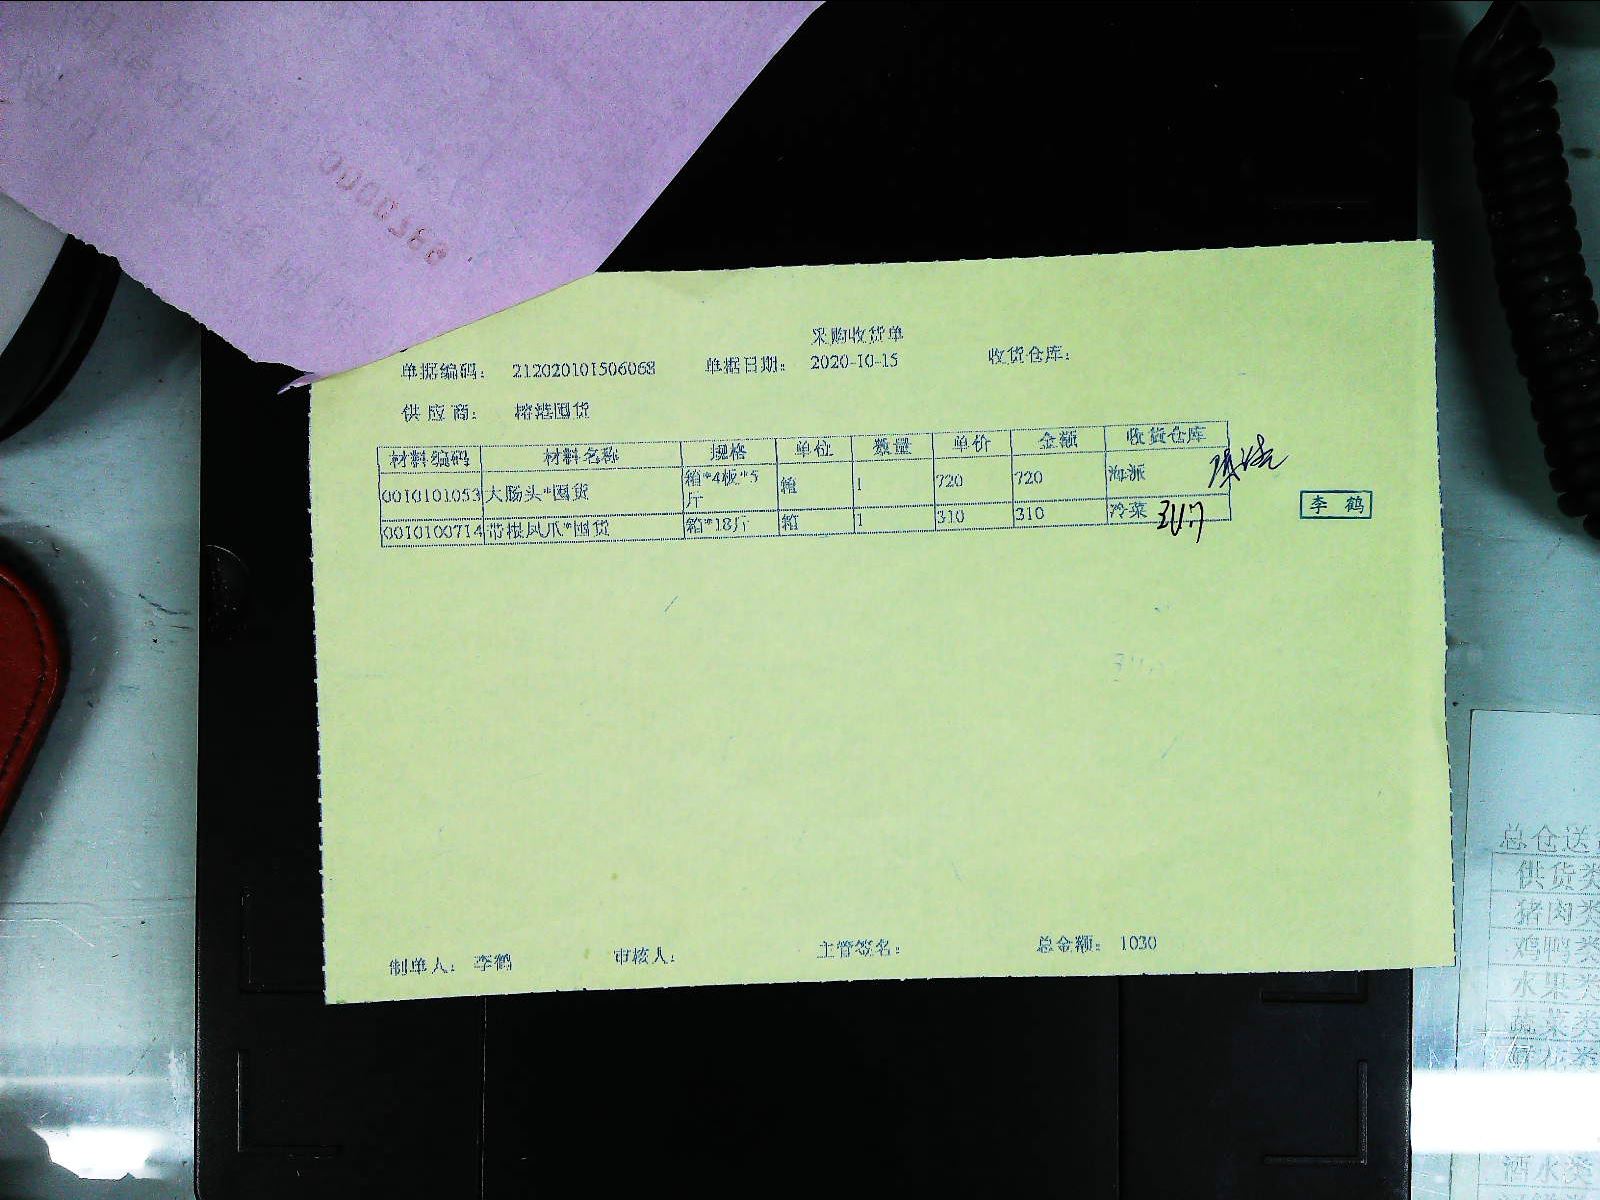 采购收货单
单据编码: 212020101506068 单据日期: 2020-10-15 收货仓库:
供应商: 榕港囤货
材料编码 材料名称 规格 单位 数量 单价 金额 收货仓库
0010101053 大肠头*囤货 箱*4板*5斤 箱 1 720 720 海派
0010100714 带根凤爪*囤货 箱*18斤 箱 1 310 310 冷菜
李鹤
制单人: 李鹤 审核人: 主管签名: 总金额: 1030
总仓送
供货类
猪肉类
鸡鸭类
水果类
蔬菜类
酒水类